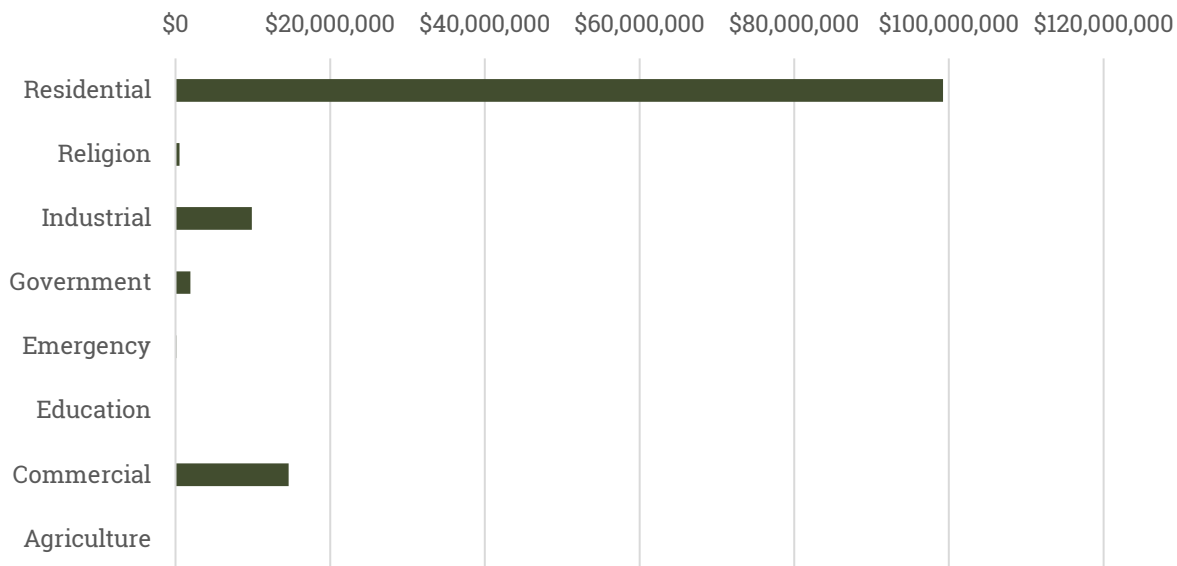 $0 $20,000,000 $40,000,000 $60,000,000 $80,000,000 $100,000,000 $120,000,000
Residential
Religion
Industrial
Government
Emergency
Education
Commercial
Agriculture